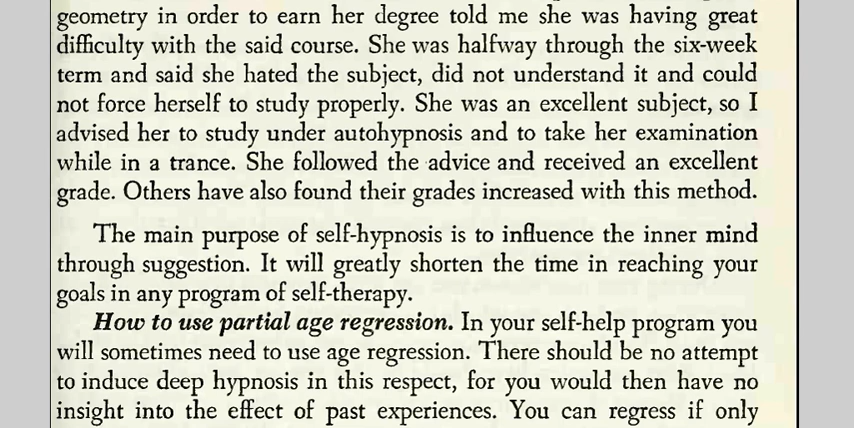 geometry in order to earn her degree told me she was having great
difficulty with the said course. She was halfway through the six-week
term and said she hated the subject, did not understand it and could
not force herself to study properly. She was an excellent subject, so I
advised her to study under autohypnosis and to take her examination
while in a trance. She followed the advice and received an excellent
grade. Others have also found their grades increased with this method.
The main purpose of self-hypnosis is to influence the inner mind
through suggestion. It will greatly shorten the time in reaching your
goals in any program of self-therapy.
How to use partial age regression. In your self-help program you
will sometimes need to use age regression. There should be no attempt
to induce deep hypnosis in this respect, for you would then have no
insight into the effect of past experiences. You can regress if only